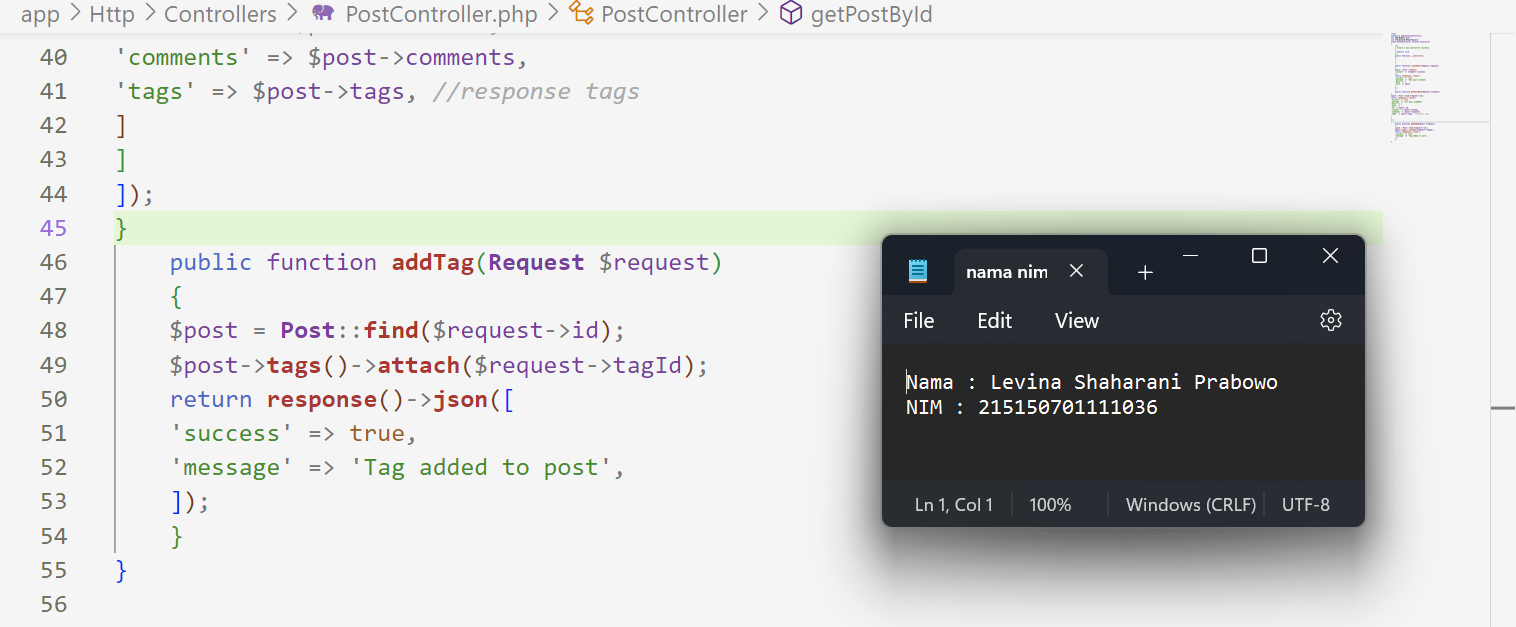 app > Http > Controllers > PostController.php > PostController > getPostById
40 'comments' => $post->comments,
41 'tags' => $post->tags, //response tags
42 ]
43 ]
44 ]);
45 }
46 public function addTag(Request $request)
47 {
48 $post = Post::find($request->id);
49 $post->tags()->attach($request->tagId);
50 return response()->json([
51 'success' => true,
52 'message' => 'Tag added to post',
53 ]);
54 }
55 }
56
nama nim
File Edit View
Nama : Levina Shaharani Prabowo
NIM : 215150701111036
Ln 1, Col 1 100% Windows (CRLF) UTF-8